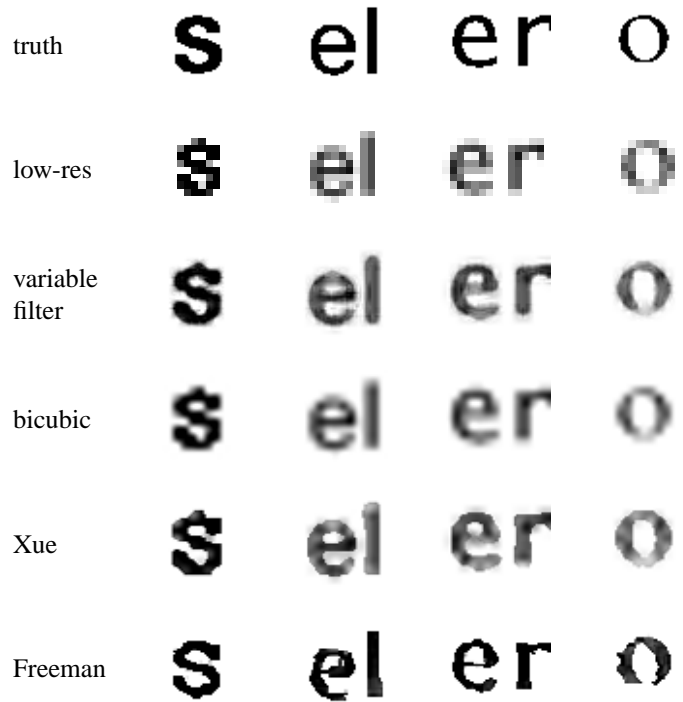 truth s el er o
low-res s el er o
variable
filter s el er o
bicubic s el er o
Xue s el er o
Freeman s el er o